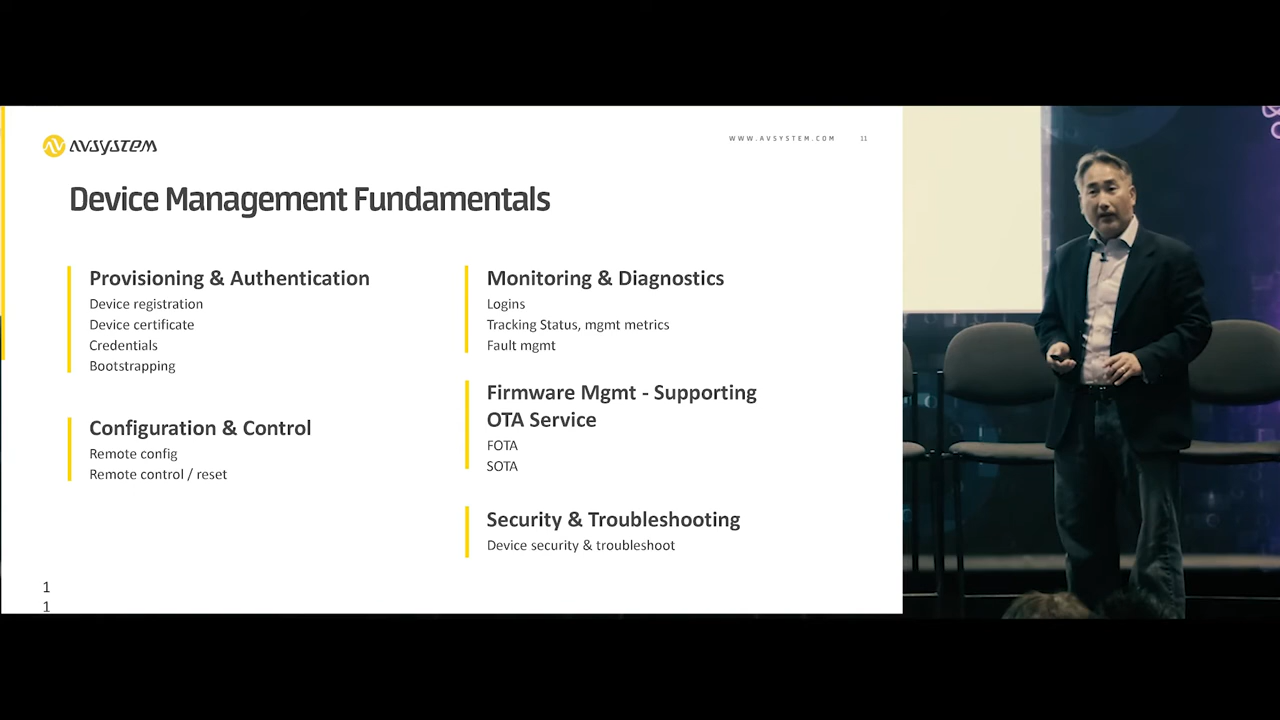 AVSYSTEM
WWW.AVSYSTEM.COM 11
Device Management Fundamentals
Provisioning & Authentication
Device registration
Device certificate
Credentials
Bootstrapping
Configuration & Control
Remote config
Remote control / reset
Monitoring & Diagnostics
Logins
Tracking Status, mgmt metrics
Fault mgmt
Firmware Mgmt - Supporting
OTA Service
FOTA
SOTA
Security & Troubleshooting
Device security & troubleshoot
1
1